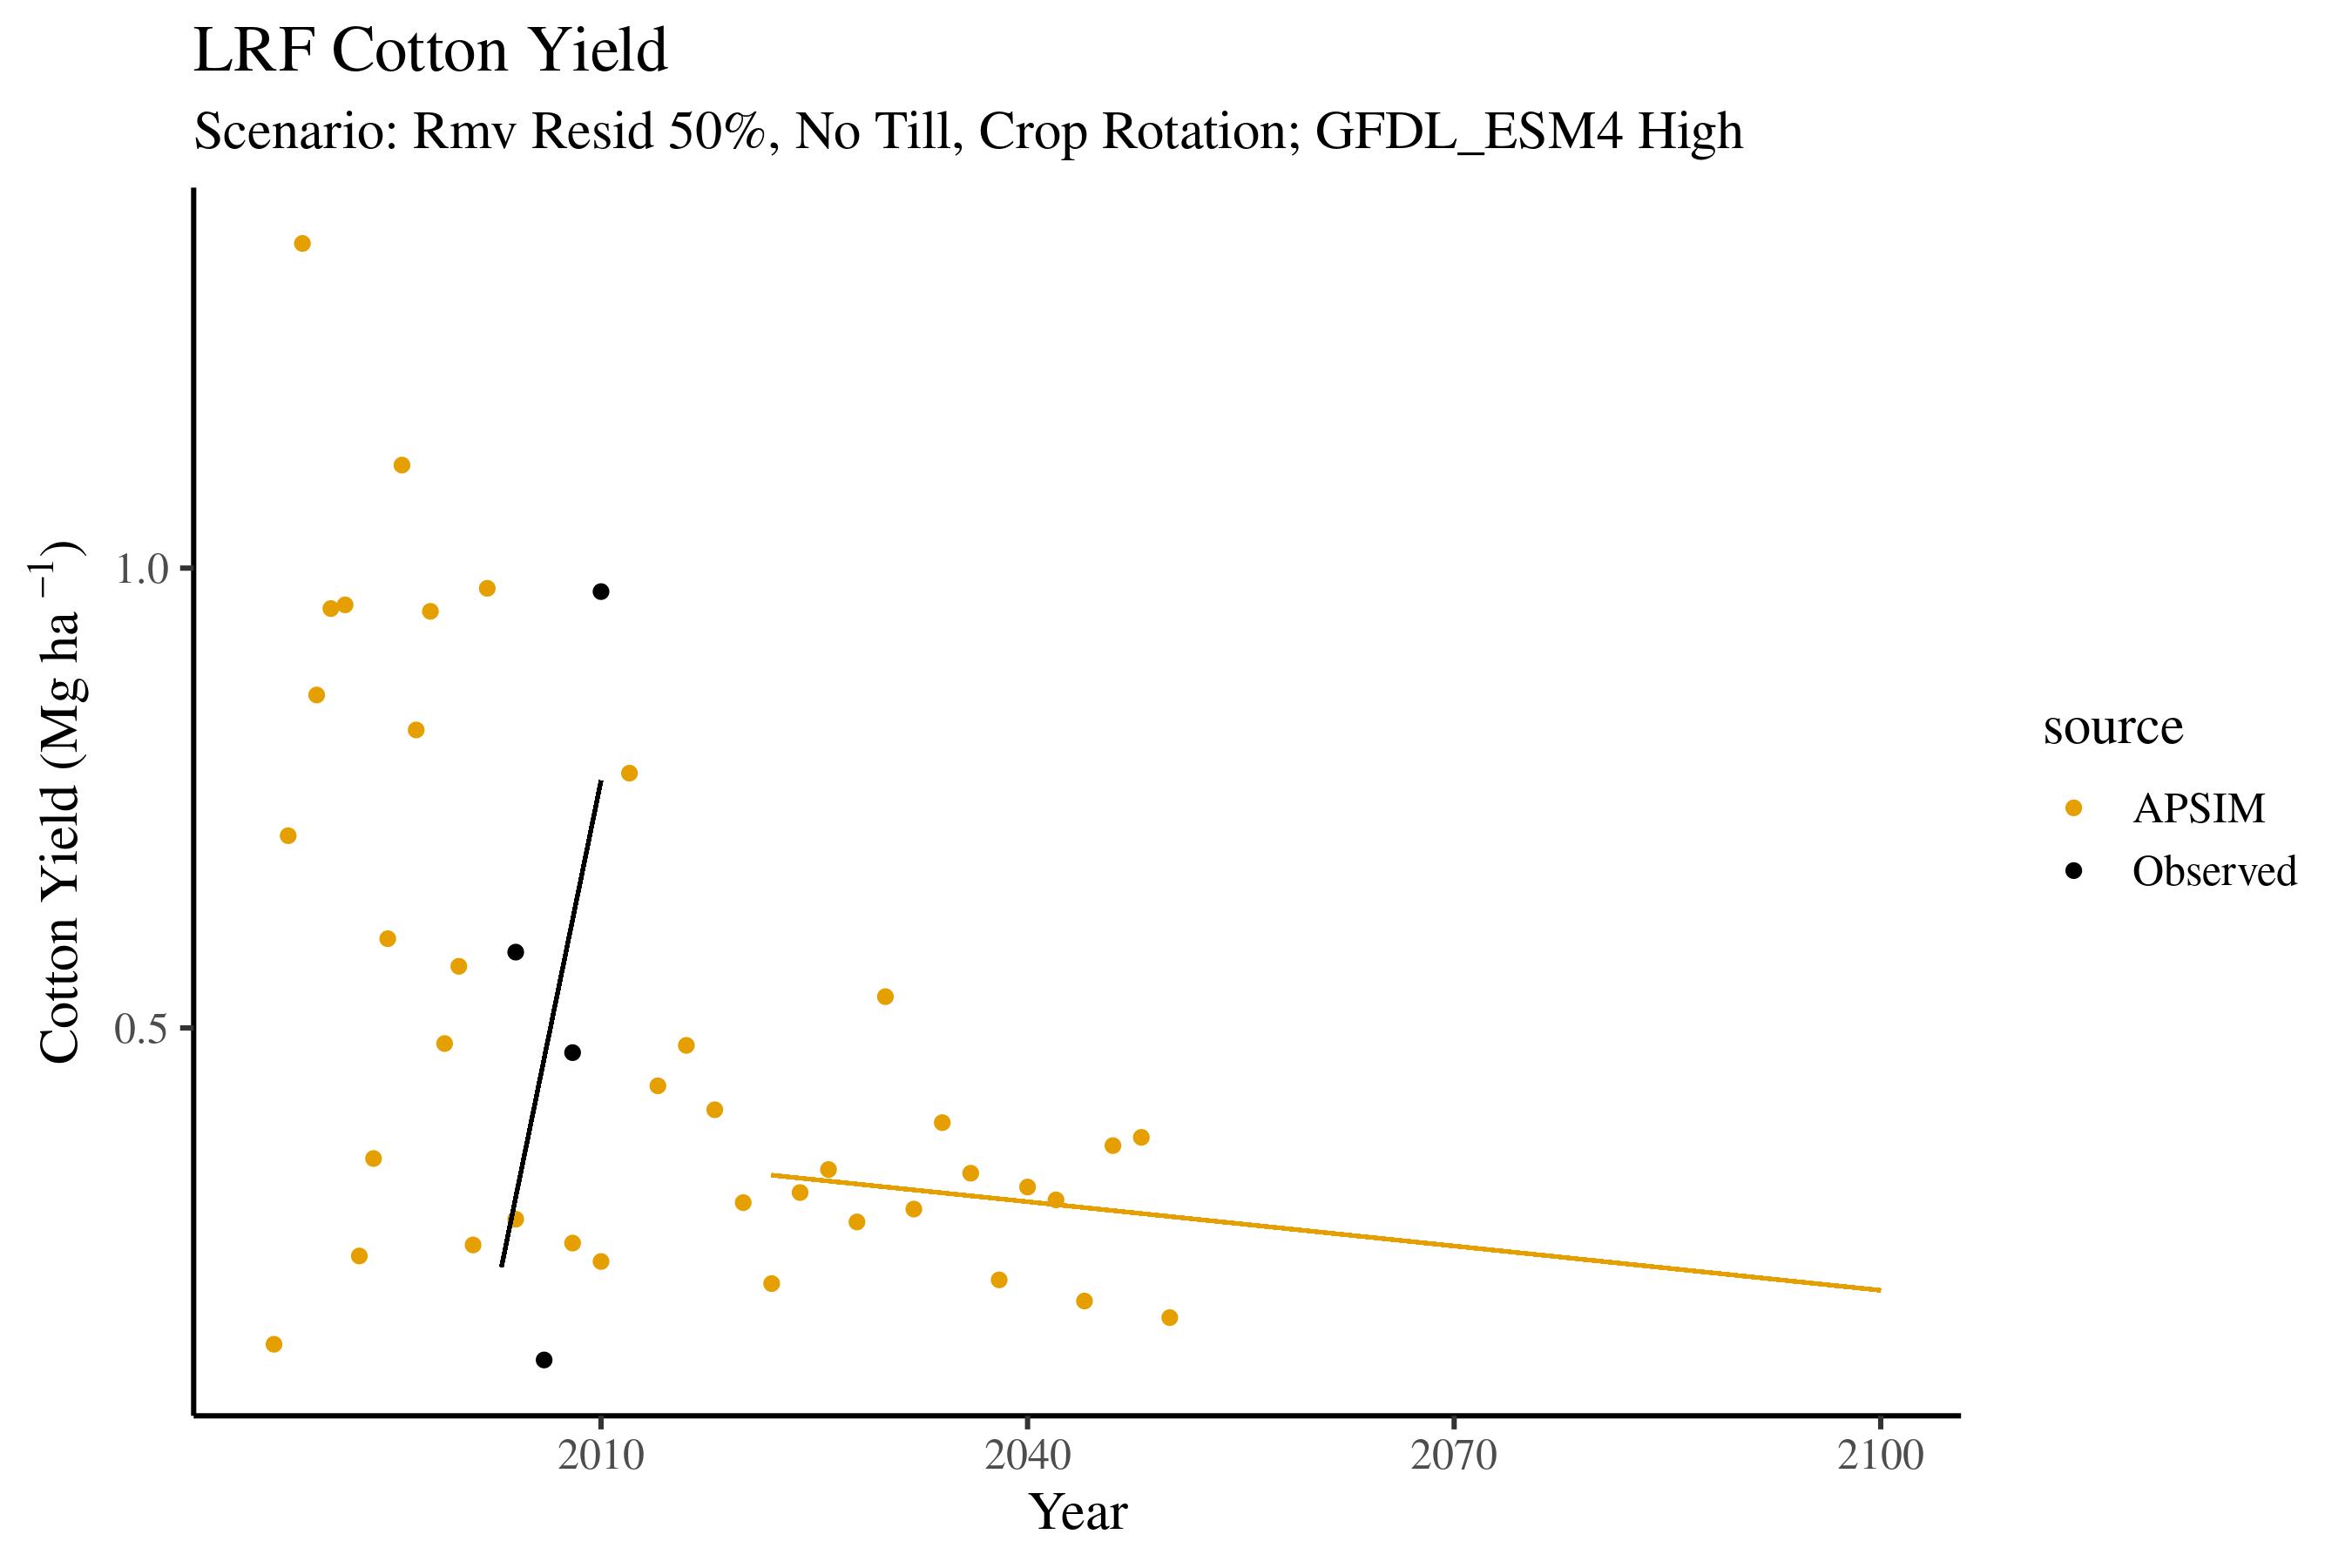 LRF Cotton Yield
Scenario: Rmv Resid 50%, No Till, Crop Rotation; GFDL_ESM4 High
Cotton Yield (Mg ha −1)
1.0
0.5
2010
2040
2070
2100
Year
source
APSIM
Observed